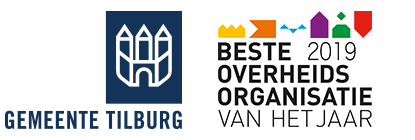 GEMEENTE TILBURG
BESTE 2019
OVERHEIDS
ORGANISATIE
VAN HET JAAR